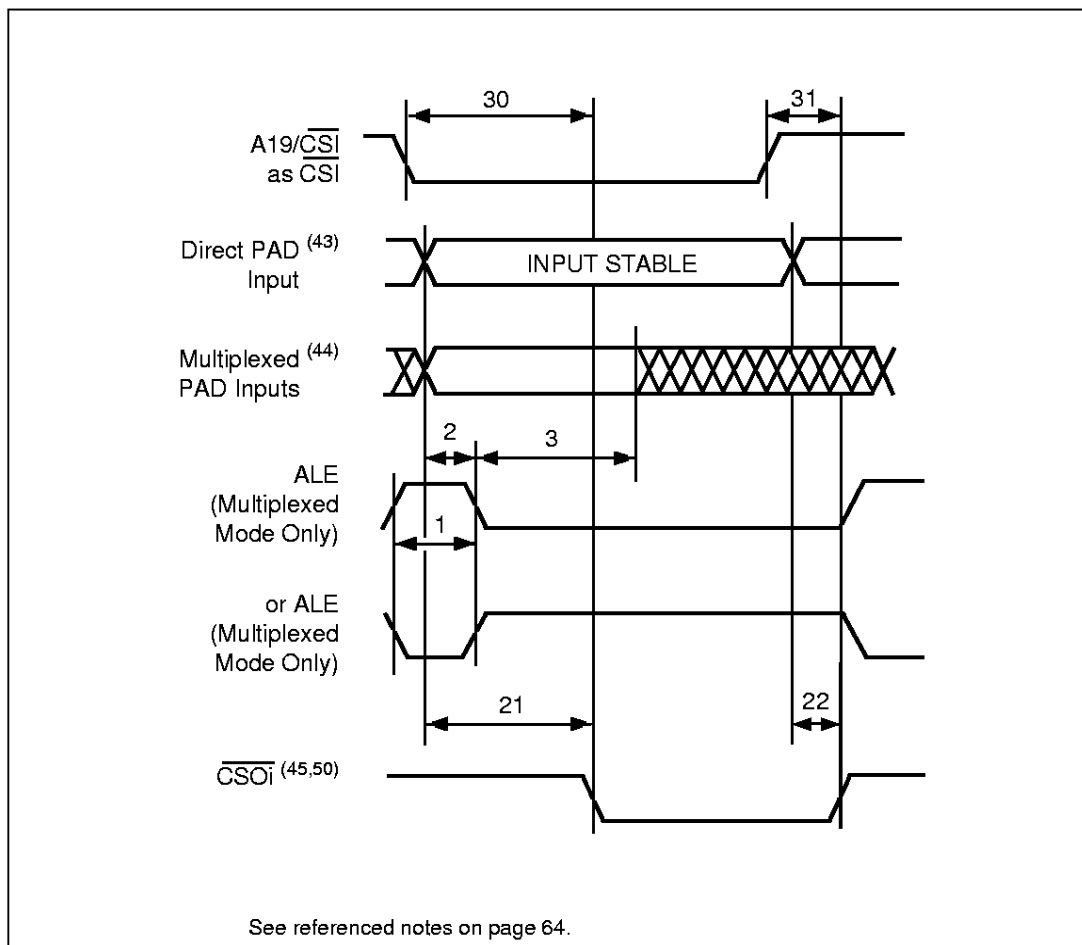 30
31
A19/CSI
as CSI
Direct PAD (43)
Input
INPUT STABLE
Multiplexed (44)
PAD Inputs
2
3
ALE
(Multiplexed
Mode Only)
1
or ALE
(Multiplexed
Mode Only)
21
22
CSOi (45,50)
See referenced notes on page 64.